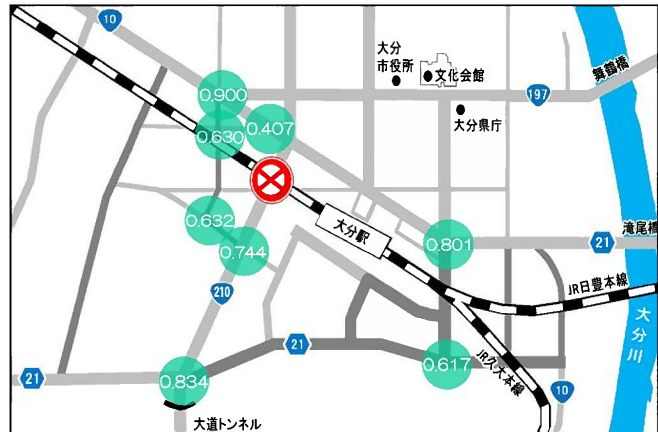 10
大分
市役所
文化会館
舞鶴橋
0.900
197
大分県庁
0.407
0.630
0.632
大分駅
滝尾橋
0.744
0.801
21
210
JR日豊本線
大分川
21
0.617
JR久大本線
21
0.834
10
大道トンネル